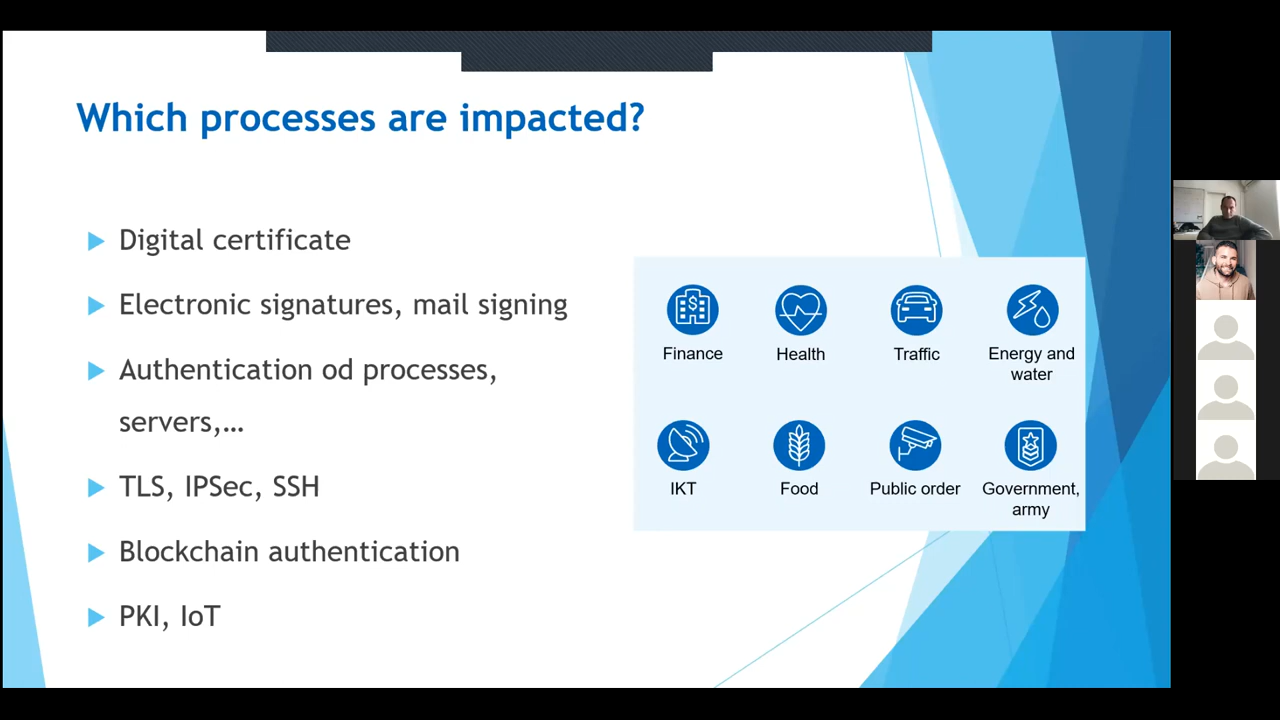 Which processes are impacted?
Digital certificate
Electronic signatures, mail signing
Authentication od processes,
servers,...
TLS, IPSec, SSH
Blockchain authentication
PKI, IoT
Finance
Health
Traffic
Energy and
water
IKT
Food
Public order
Government,
army